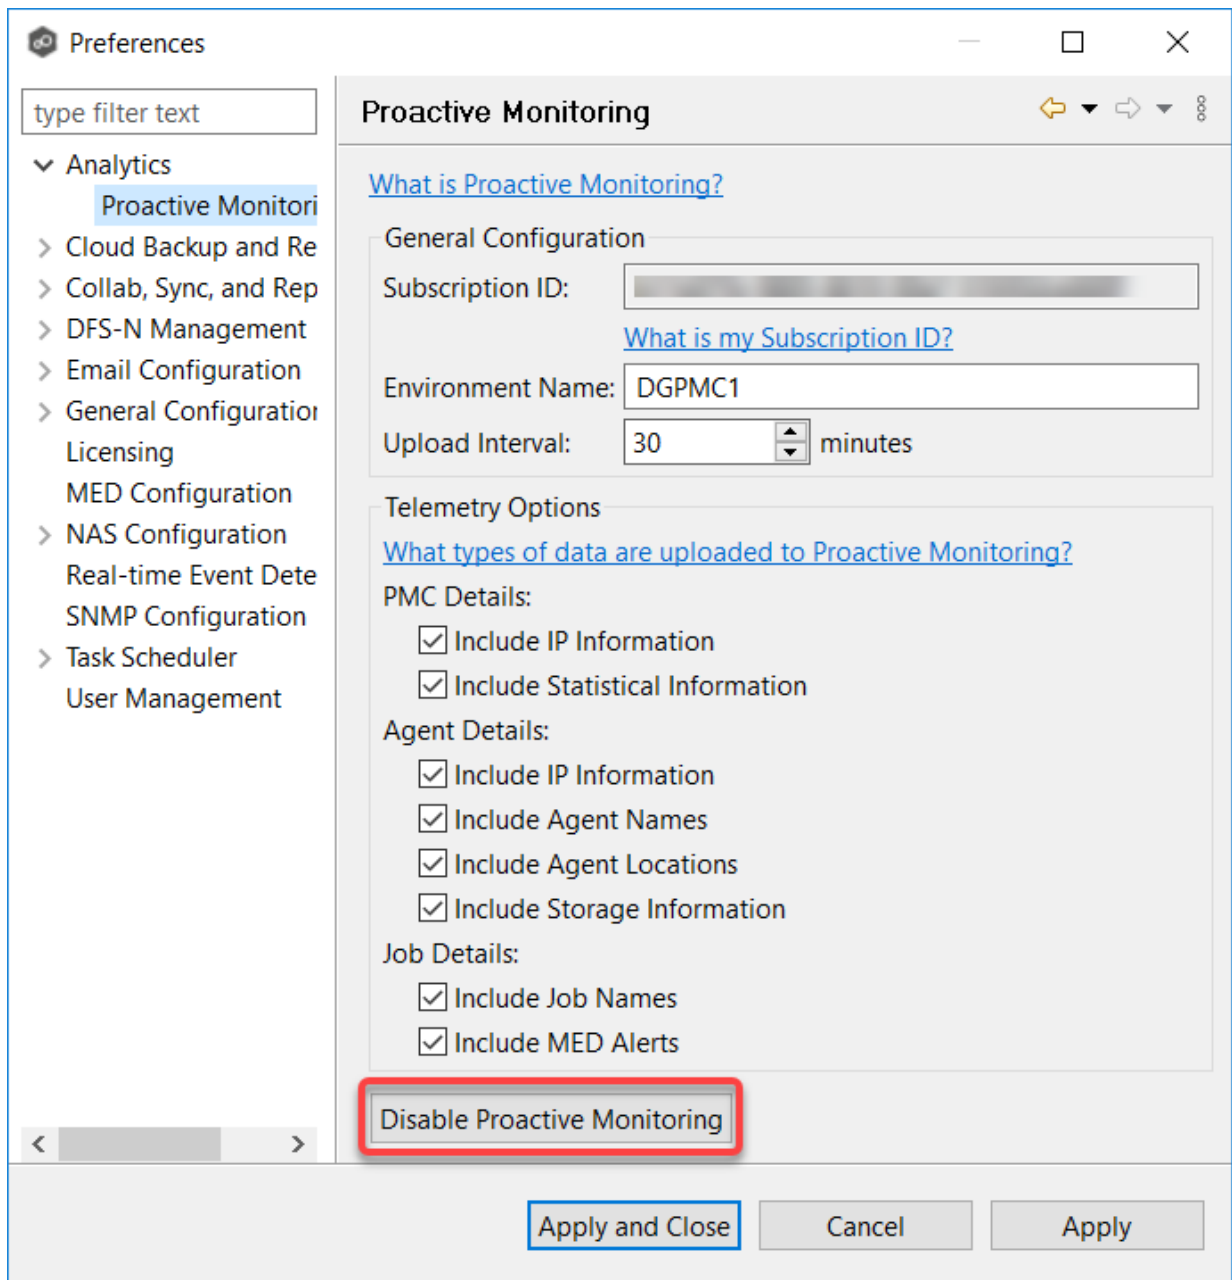 Preferences
type filter text
Analytics
Proactive Monitori
Cloud Backup and Re
Collab, Sync, and Rep
DFS-N Management
Email Configuration
General Configuration
Licensing
MED Configuration
NAS Configuration
Real-time Event Dete
SNMP Configuration
Task Scheduler
User Management
Proactive Monitoring
What is Proactive Monitoring?
General Configuration
Subscription ID:
What is my Subscription ID?
Environment Name: DGPMC1
Upload Interval: 30 minutes
Telemetry Options
What types of data are uploaded to Proactive Monitoring?
PMC Details:
Include IP Information
Include Statistical Information
Agent Details:
Include IP Information
Include Agent Names
Include Agent Locations
Include Storage Information
Job Details:
Include Job Names
Include MED Alerts
Disable Proactive Monitoring
Apply and Close Cancel Apply